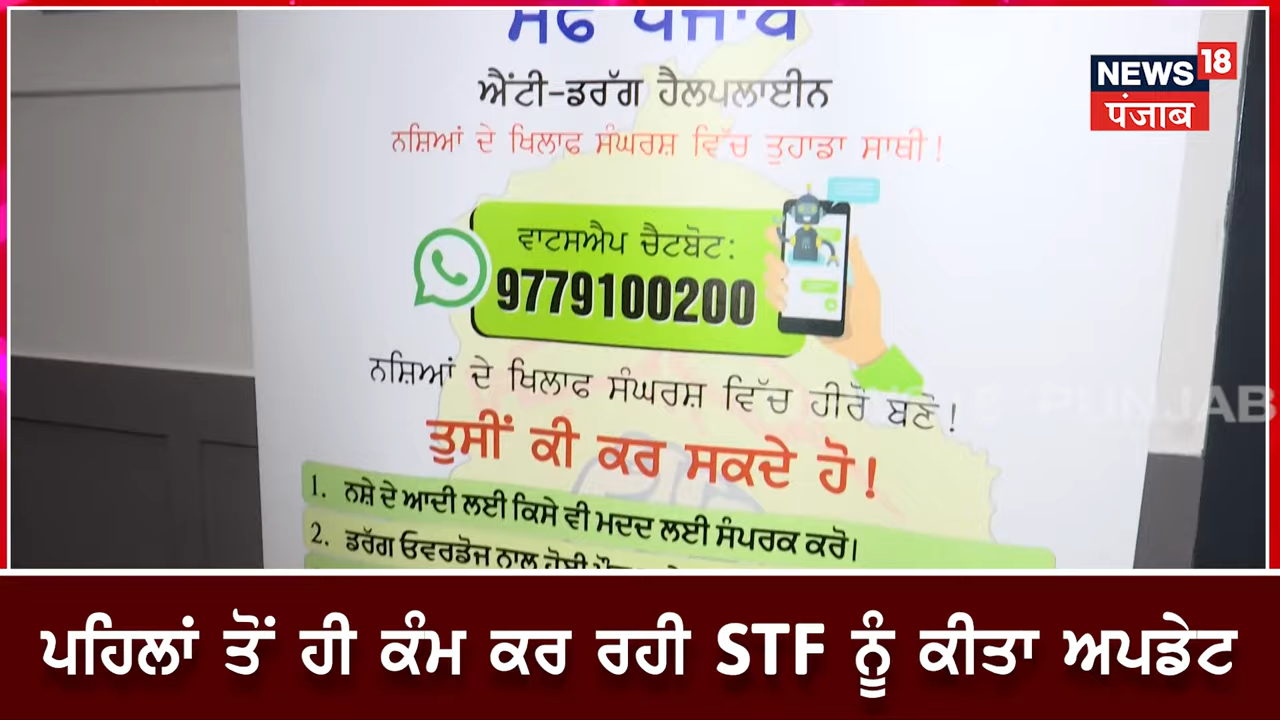 ਪੰਜਾਬ
NEWS 18
ਪੰਜਾਬ
ਐਂਟੀ-ਡਰੱਗ ਹੈਲਪਲਾਈਨ
ਨਸ਼ਿਆਂ ਦੇ ਖਿਲਾਫ ਸੰਘਰਸ਼ ਵਿੱਚ ਤੁਹਾਡਾ ਸਾਥੀ!
ਵਾਟਸਐਪ ਚੈਟਬੋਟ:
9779100200
ਨਸ਼ਿਆਂ ਦੇ ਖਿਲਾਫ ਸੰਘਰਸ਼ ਵਿੱਚ ਹੀਰੋ ਬਣੋ!
PUNJAB
ਤੁਸੀਂ ਕੀ ਕਰ ਸਕਦੇ ਹੋ!
1. ਨਸ਼ੇ ਦੇ ਆਦੀ ਲਈ ਕਿਸੇ ਵੀ ਮਦਦ ਲਈ ਸੰਪਰਕ ਕਰੋ।
2. ਡਰੱਗ ਓਵਰਡੋਜ ਨਾਲ ਹੋਈ
ਪਹਿਲਾਂ ਤੋਂ ਹੀ ਕੰਮ ਕਰ ਰਹੀ STF ਨੂੰ ਕੀਤਾ ਅਪਡੇਟ